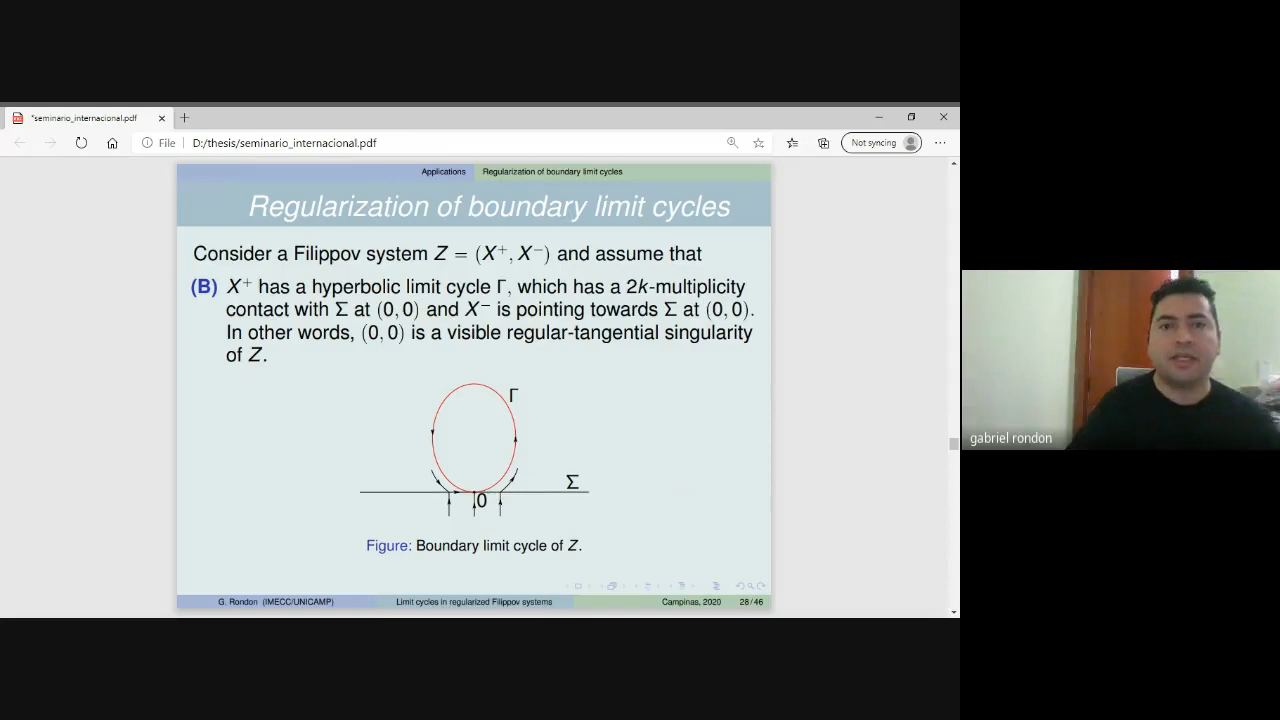 *seminario_internacional.pdf
File
D:/thesis/seminario_internacional.pdf
Not syncing
Applications
Regularization of boundary limit cycles
Regularization of boundary limit cycles
Consider a Filippov system Z = (X⁺, X⁻) and assume that
(B) X⁺ has a hyperbolic limit cycle Γ, which has a 2k-multiplicity
contact with Σ at (0, 0) and X⁻ is pointing towards Σ at (0, 0).
In other words, (0, 0) is a visible regular-tangential singularity
of Z.
Γ
Σ
0
Figure: Boundary limit cycle of Z.
G. Rondon (IMECC/UNICAMP)
Limit cycles in regularized Filippov systems
Campinas, 2020
28 / 46
gabriel rondon